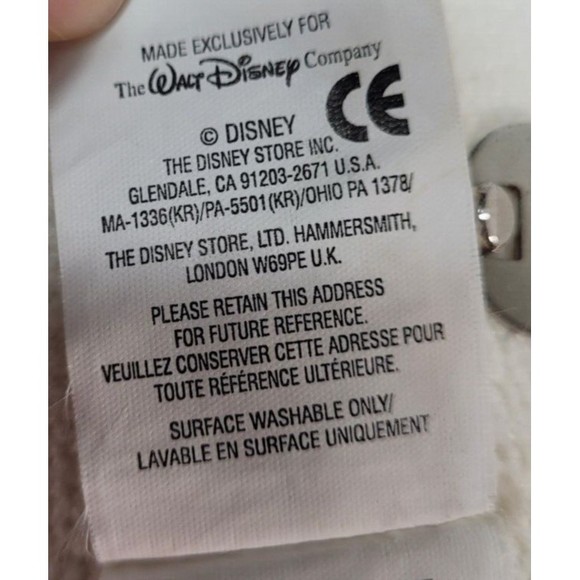 MADE EXCLUSIVELY FOR
The WALT DISNEY Company
CE
© DISNEY
THE DISNEY STORE INC.
GLENDALE, CA 91203-2671 U.S.A.
MA-1336(KR)/PA-5501(KR)/OHIO PA 1378/
THE DISNEY STORE, LTD. HAMMERSMITH,
LONDON W69PE U.K.
PLEASE RETAIN THIS ADDRESS
FOR FUTURE REFERENCE.
VEUILLEZ CONSERVER CETTE ADRESSE POUR
TOUTE RÉFÉRENCE ULTÉRIEURE.
SURFACE WASHABLE ONLY/
LAVABLE EN SURFACE UNIQUEMENT